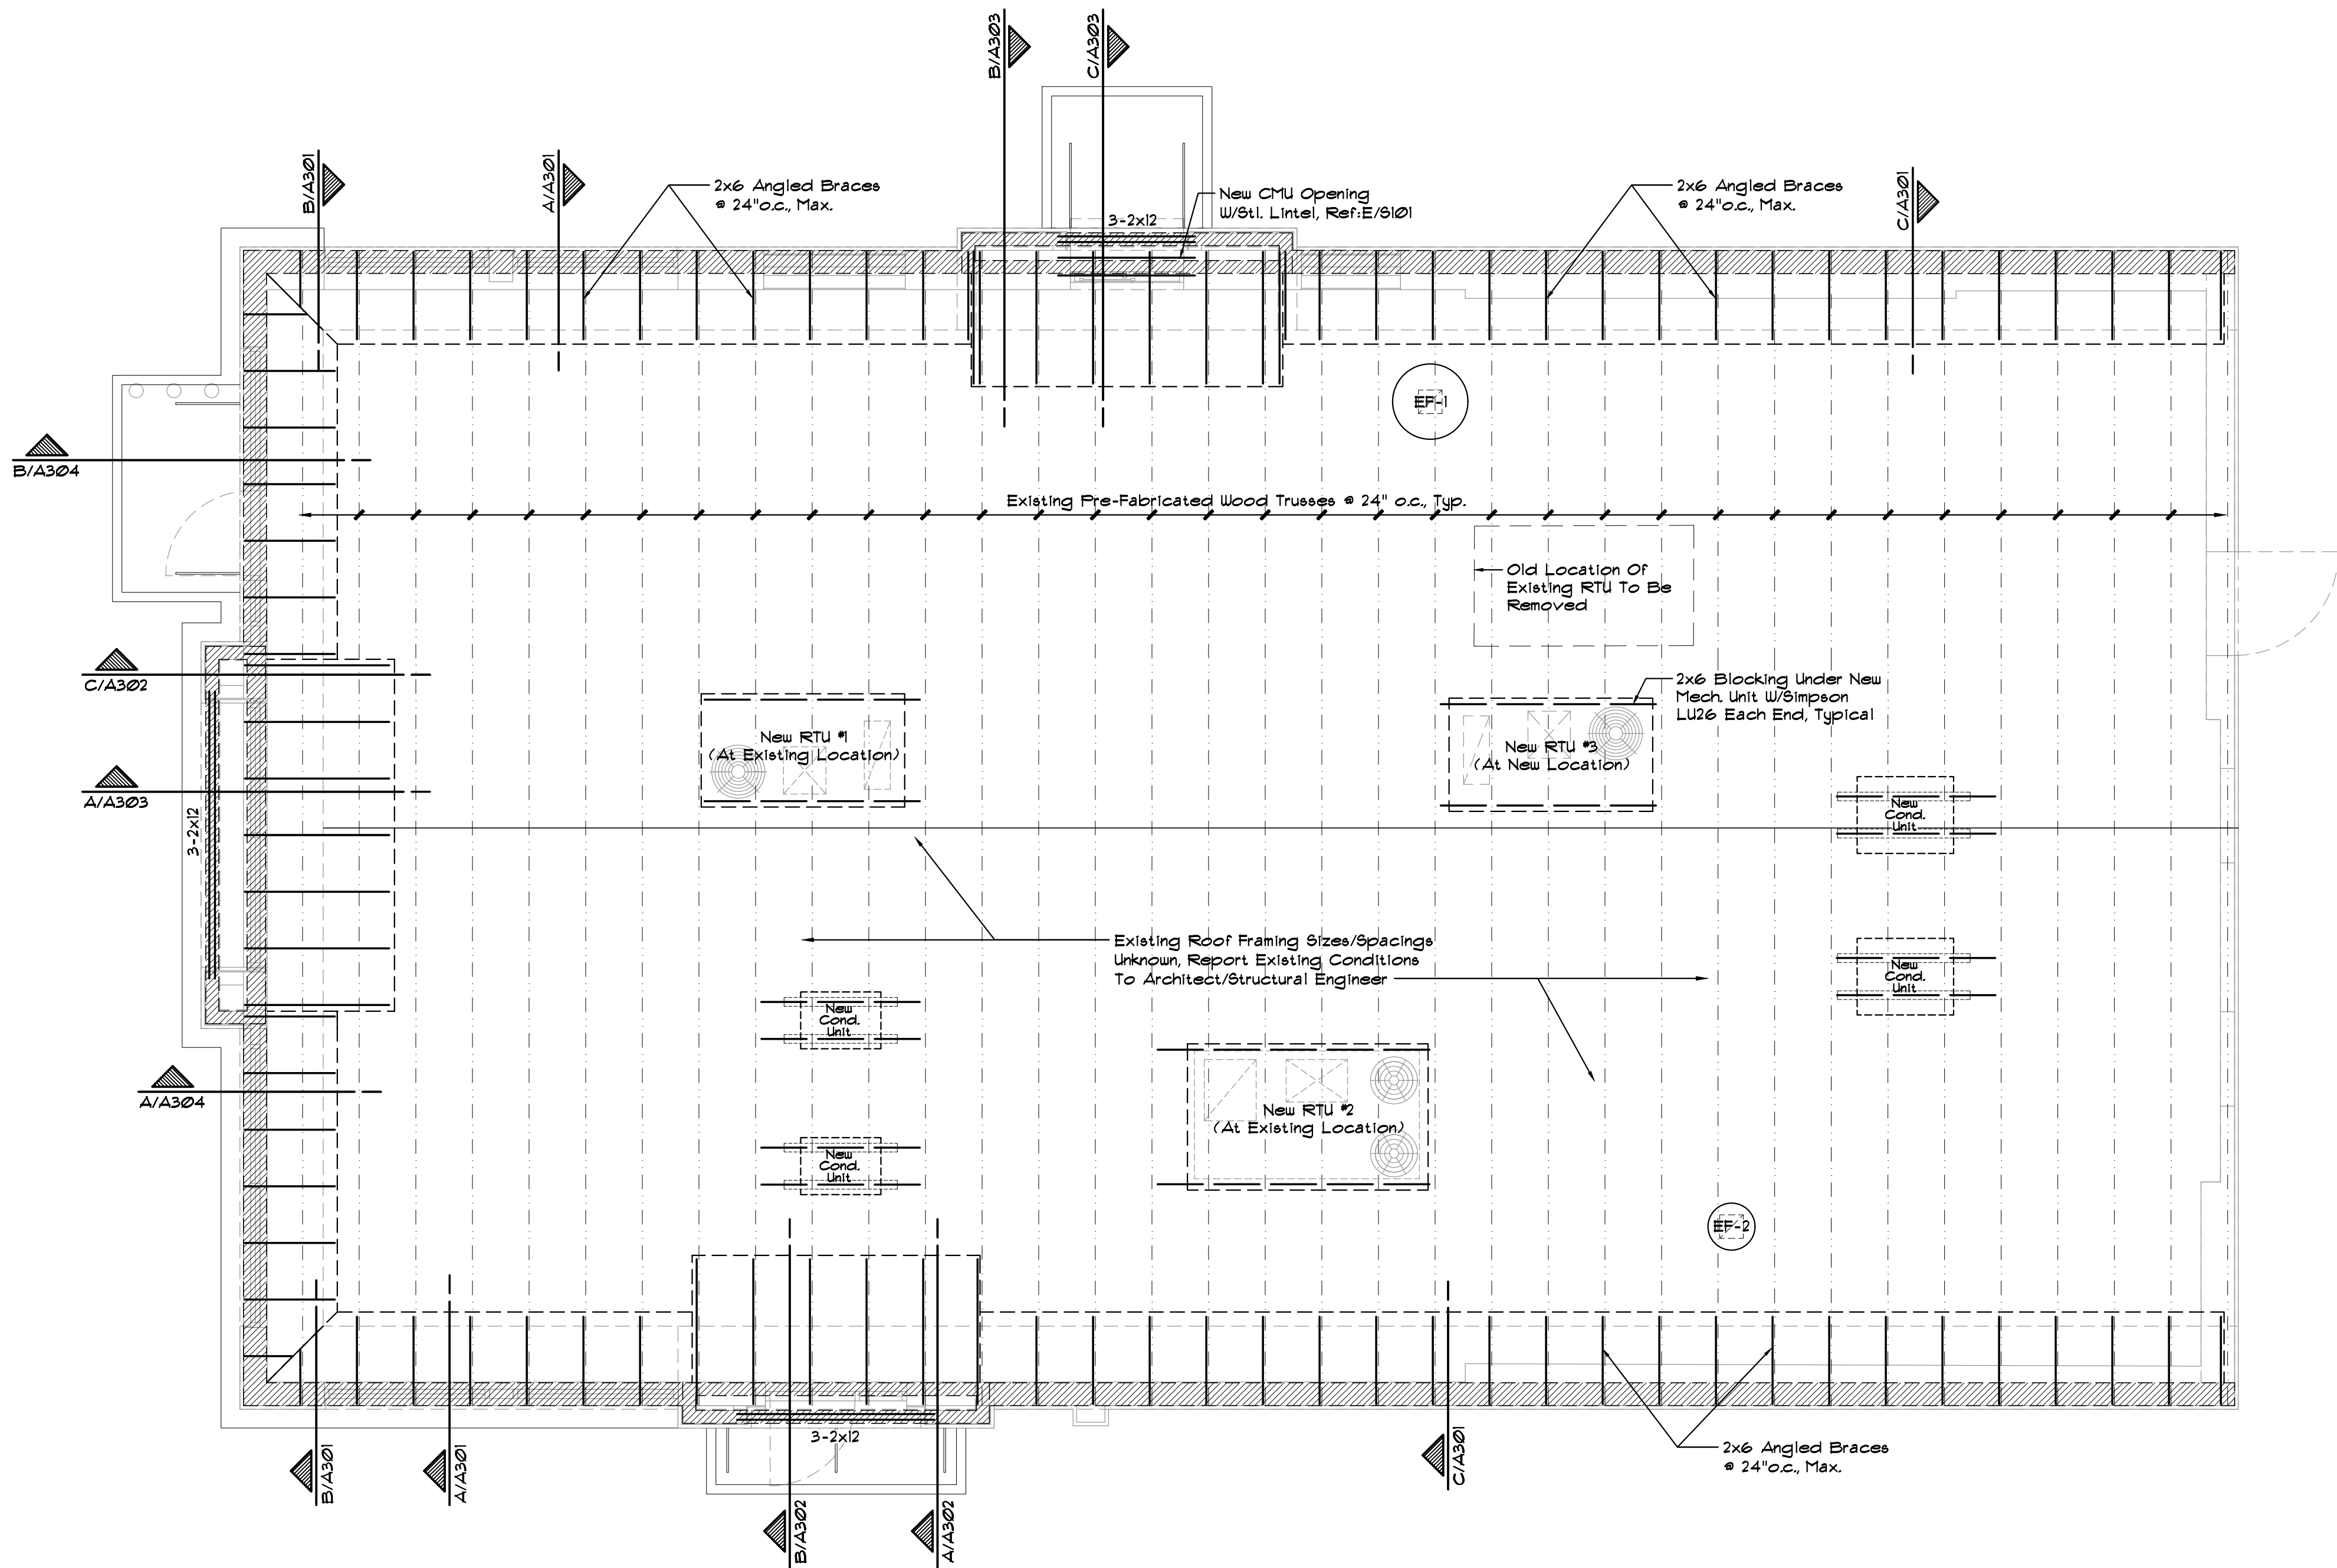 B/A303
C/A303
B/A301
A/A301
2x6 Angled Braces
@ 24"o.c., Max.
New CMU Opening
W/Stl. Lintel, Ref:E/S101
3-2x12
2x6 Angled Braces
@ 24"o.c., Max.
C/A301
EF-1
B/A304
Existing Pre-Fabricated Wood Trusses @ 24" o.c., Typ.
Old Location Of
Existing RTU To Be
Removed
C/A302
2x6 Blocking Under New
Mech. Unit W/Simpson
LU26 Each End, Typical
New RTU #1
(At Existing Location)
New RTU #3
(At New Location)
A/A303
3-2x12
New
Cond.
Unit
Existing Roof Framing Sizes/Spacings
Unknown, Report Existing Conditions
To Architect/Structural Engineer
New
Cond.
Unit
New
Cond.
Unit
A/A304
New RTU #2
(At Existing Location)
New
Cond.
Unit
EF-2
3-2x12
2x6 Angled Braces
@ 24"o.c., Max.
B/A301
A/A301
C/A301
B/A302
A/A302